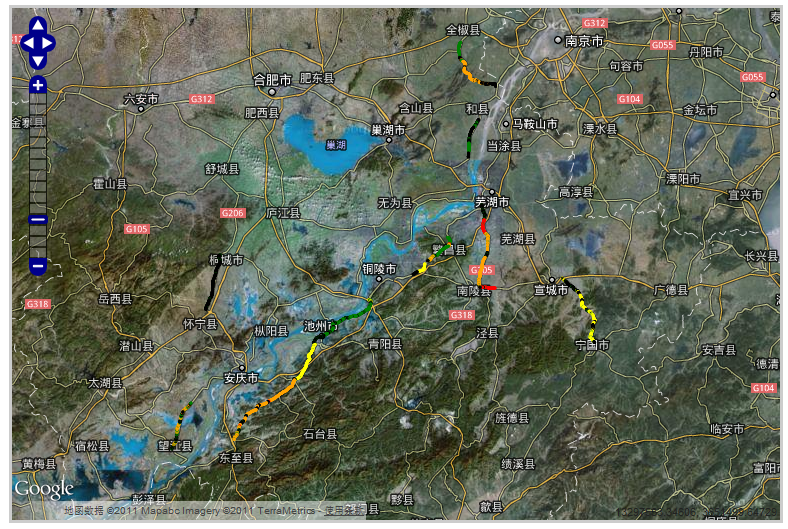 全椒县
G312
南京市
G055
丹阳市
句容市
合肥市
肥东县
G055
六安市
G312
肥西县
含山县
和县
G104
金坛市
马鞍山市
溧水县
巢湖市
当涂县
巢湖
舒城县
霍山县
溧阳市
高淳县
宜兴市
无为县
芜湖市
G206
庐江县
G105
芜湖县
长兴县
桐城市
铜陵市
G205
岳西县
南陵县
宣城市
广德县
G318
G318
怀宁县
枞阳县
池州市
泾县
潜山县
青阳县
宁国市
安吉县
德清
太湖县
安庆市
G104
旌德县
临安市
宿松县
望江县
石台县
黄梅县
东至县
绩溪县
富阳
Google
彭泽县
黟县
歙县
地图数据 ©2011 Mapabc Imagery ©2011 TerraMetrics - 使用条款